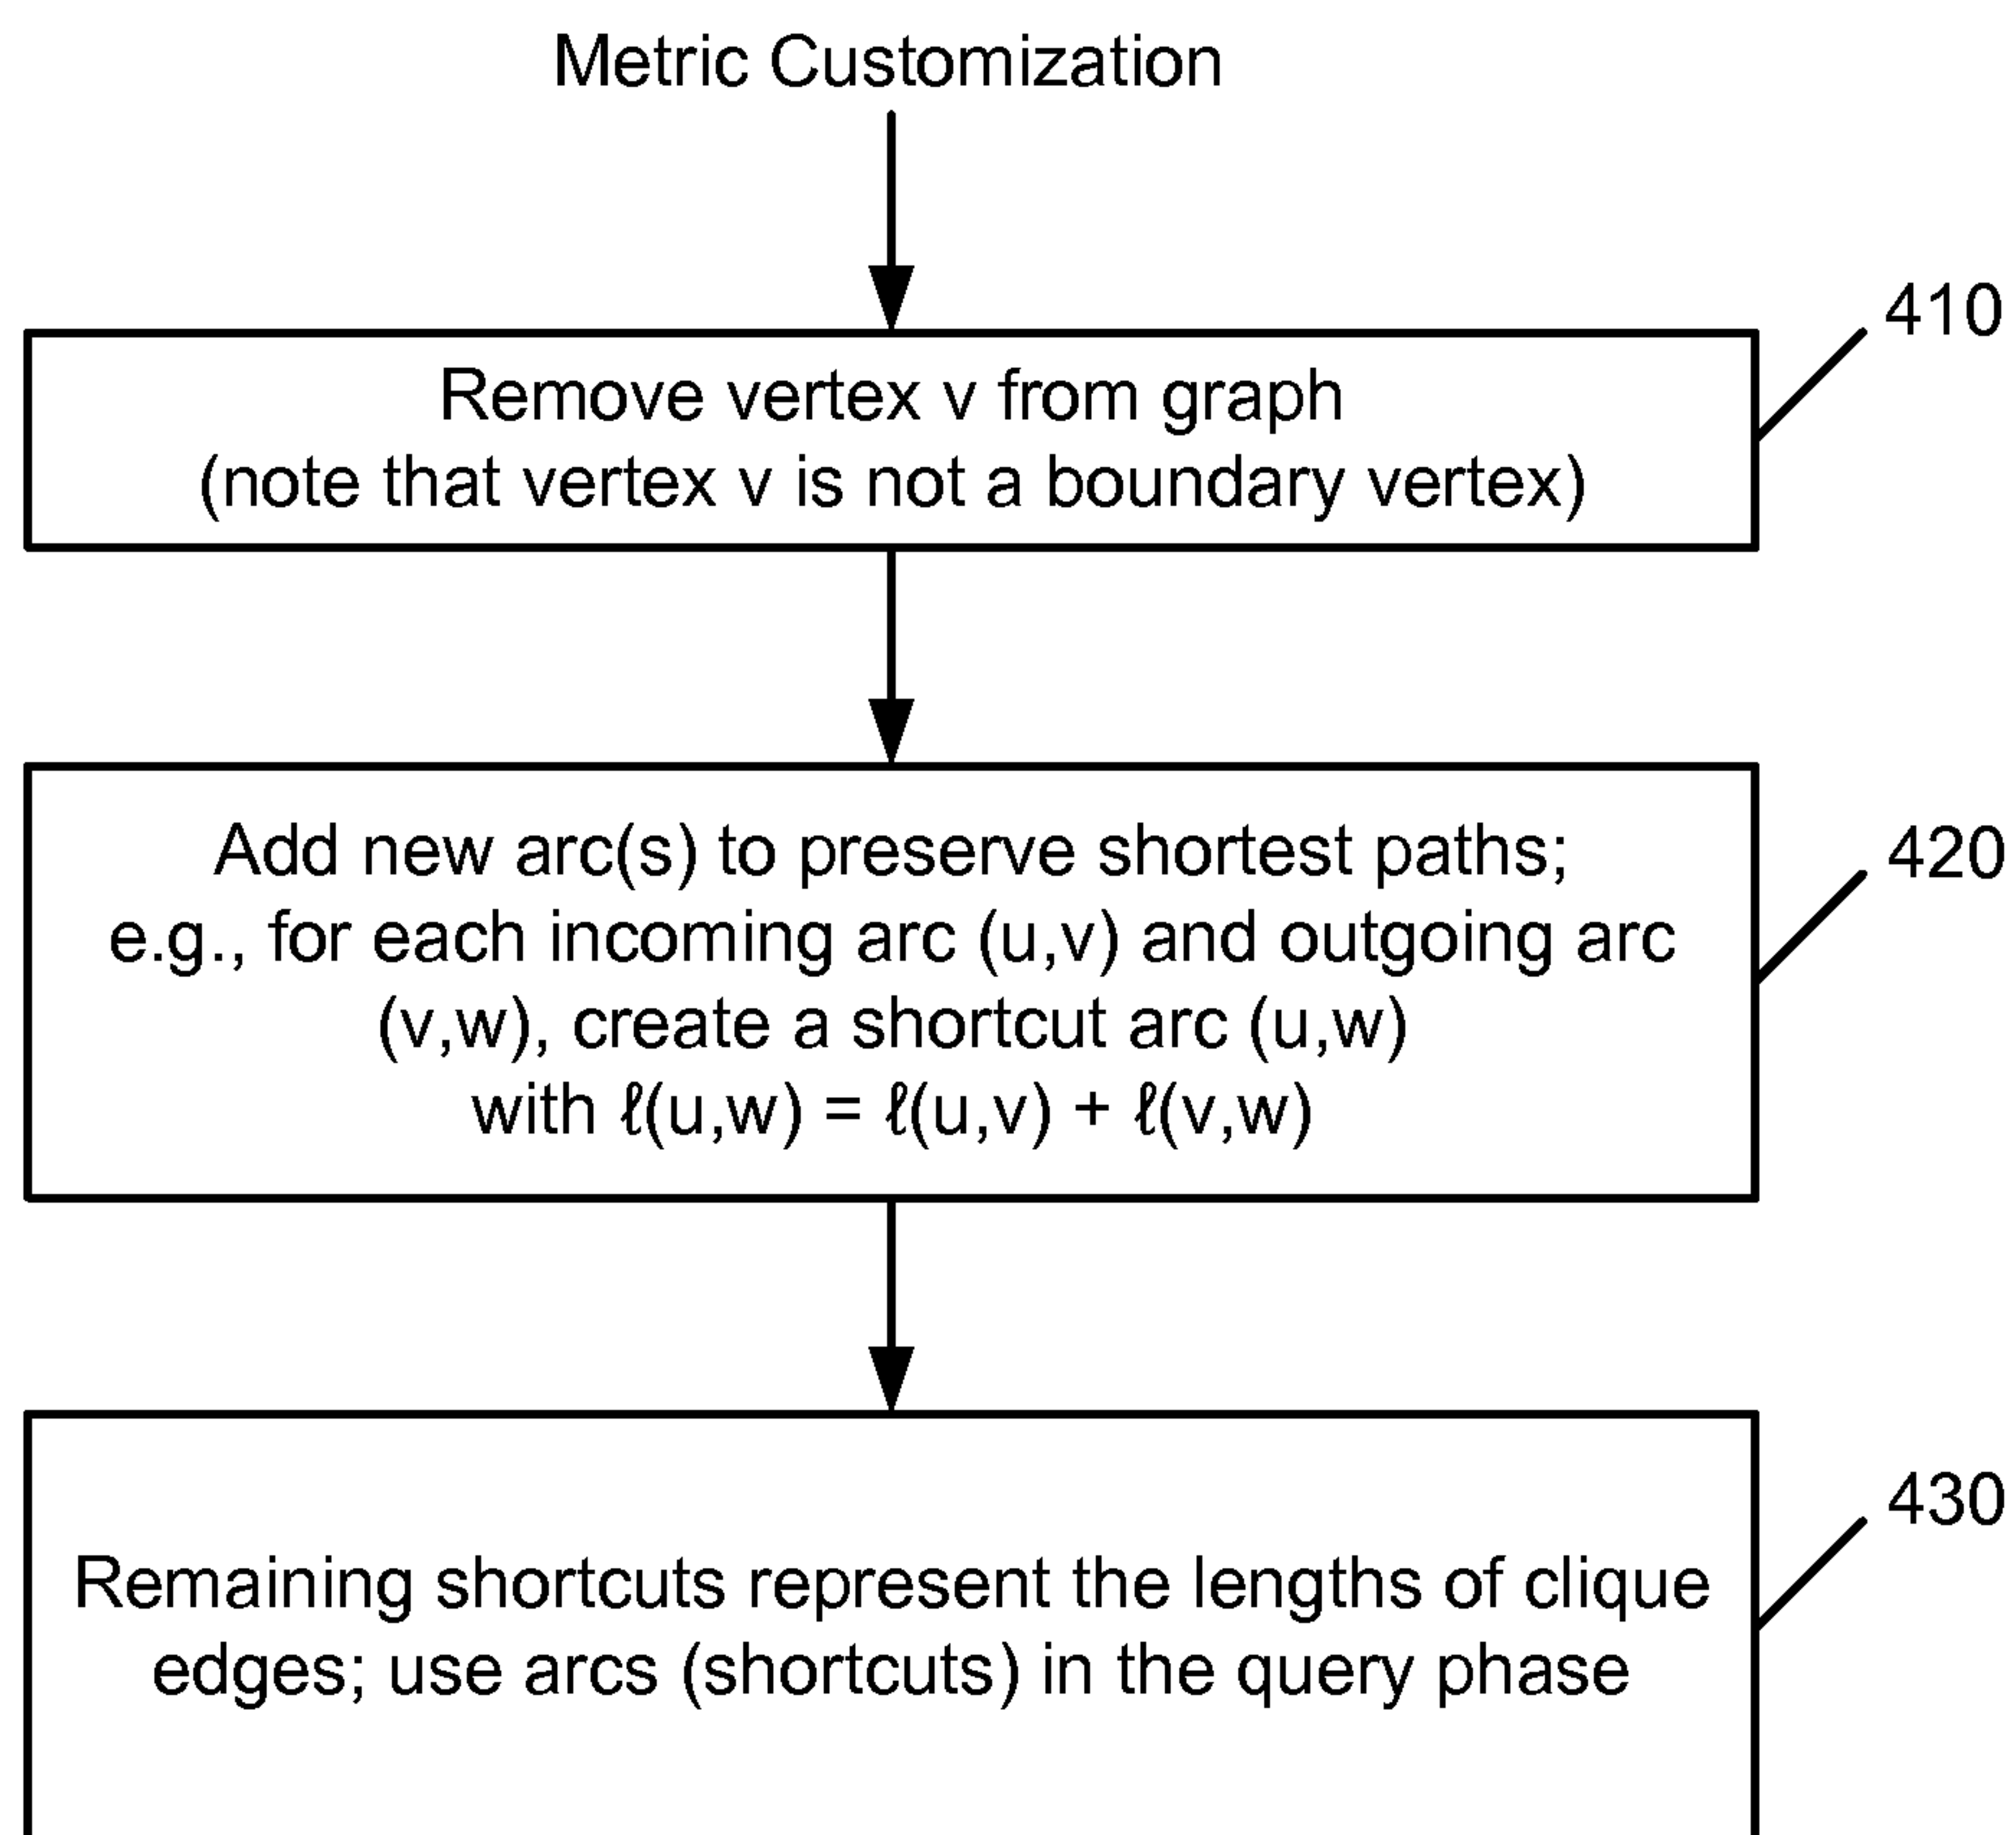 Metric Customization
410
Remove vertex v from graph
(note that vertex v is not a boundary vertex)
420
Add new arc(s) to preserve shortest paths;
e.g., for each incoming arc (u,v) and outgoing arc
(v,w), create a shortcut arc (u,w)
with ℓ(u,w) = ℓ(u,v) + ℓ(v,w)
430
Remaining shortcuts represent the lengths of clique
edges; use arcs (shortcuts) in the query phase